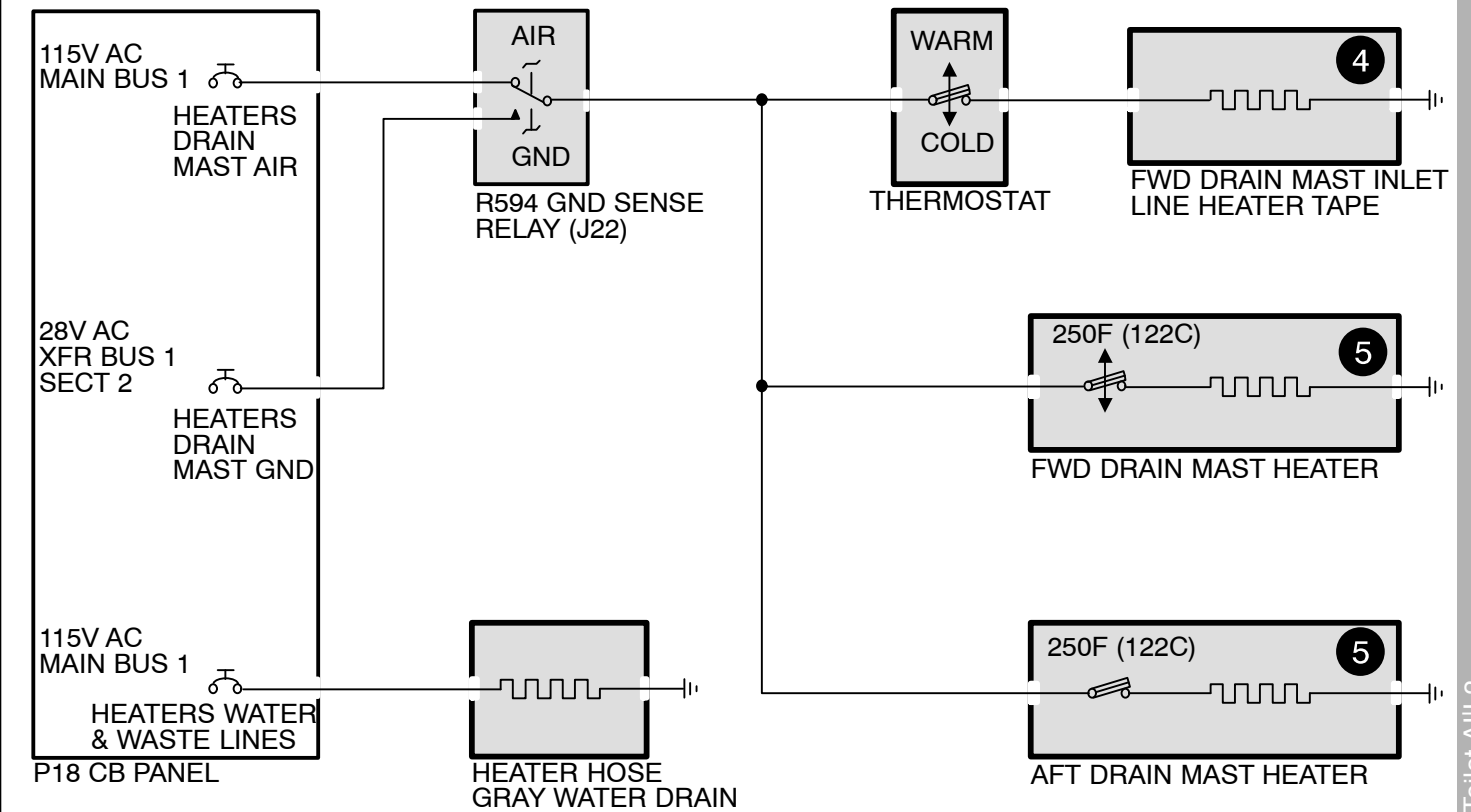 115V AC
MAIN BUS 1
HEATERS
DRAIN
MAST AIR
28V AC
XFR BUS 1
SECT 2
HEATERS
DRAIN
MAST GND
115V AC
MAIN BUS 1
HEATERS WATER
& WASTE LINES
P18 CB PANEL
AIR
GND
R594 GND SENSE
RELAY (J22)
HEATER HOSE
GRAY WATER DRAIN
WARM
COLD
THERMOSTAT
4
FWD DRAIN MAST INLET
LINE HEATER TAPE
250F (122C)
5
FWD DRAIN MAST HEATER
250F (122C)
5
AFT DRAIN MAST HEATER